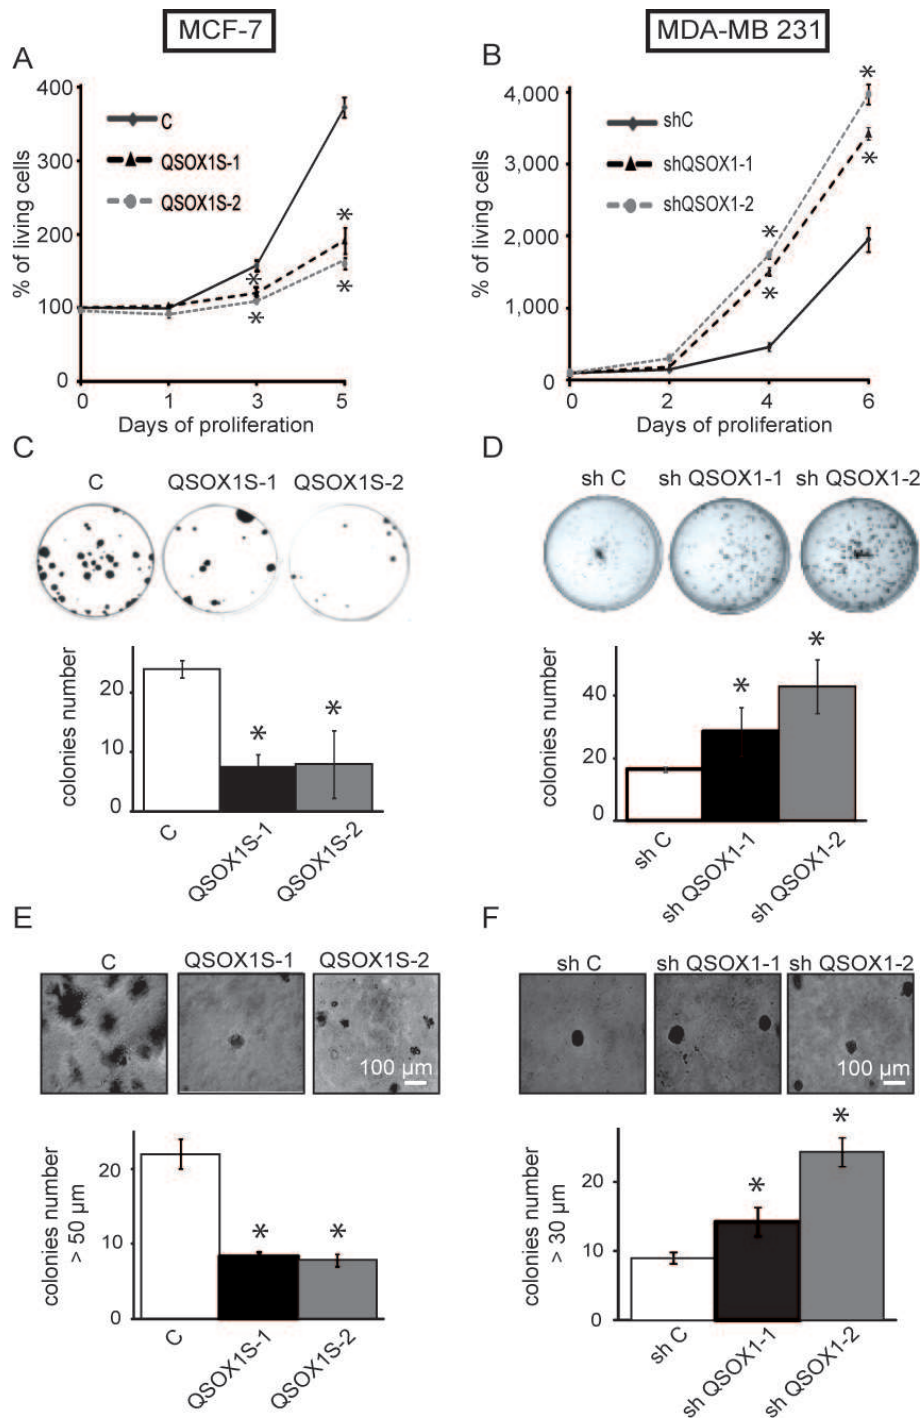 MCF-7
MDA-MB 231
A
B
% of living cells
400
300
200
100
0
C
QSOX1S-1
QSOX1S-2
*
*
*
*
0
1
3
5
Days of proliferation
% of living cells
4,000
3,000
2,000
1,000
0
shC
shQSOX1-1
shQSOX1-2
*
*
*
*
0
2
4
6
Days of proliferation
C
D
C
QSOX1S-1
QSOX1S-2
sh C
sh QSOX1-1
sh QSOX1-2
colonies number
20
10
0
*
*
C
QSOX1S-1
QSOX1S-2
colonies number
40
20
0
*
*
sh C
sh QSOX1-1
sh QSOX1-2
E
F
C
QSOX1S-1
QSOX1S-2
100 µm
sh C
sh QSOX1-1
sh QSOX1-2
100 µm
colonies number
> 50 µm
20
10
0
*
*
C
QSOX1S-1
QSOX1S-2
colonies number
> 30 µm
20
10
0
*
*
sh C
sh QSOX1-1
sh QSOX1-2